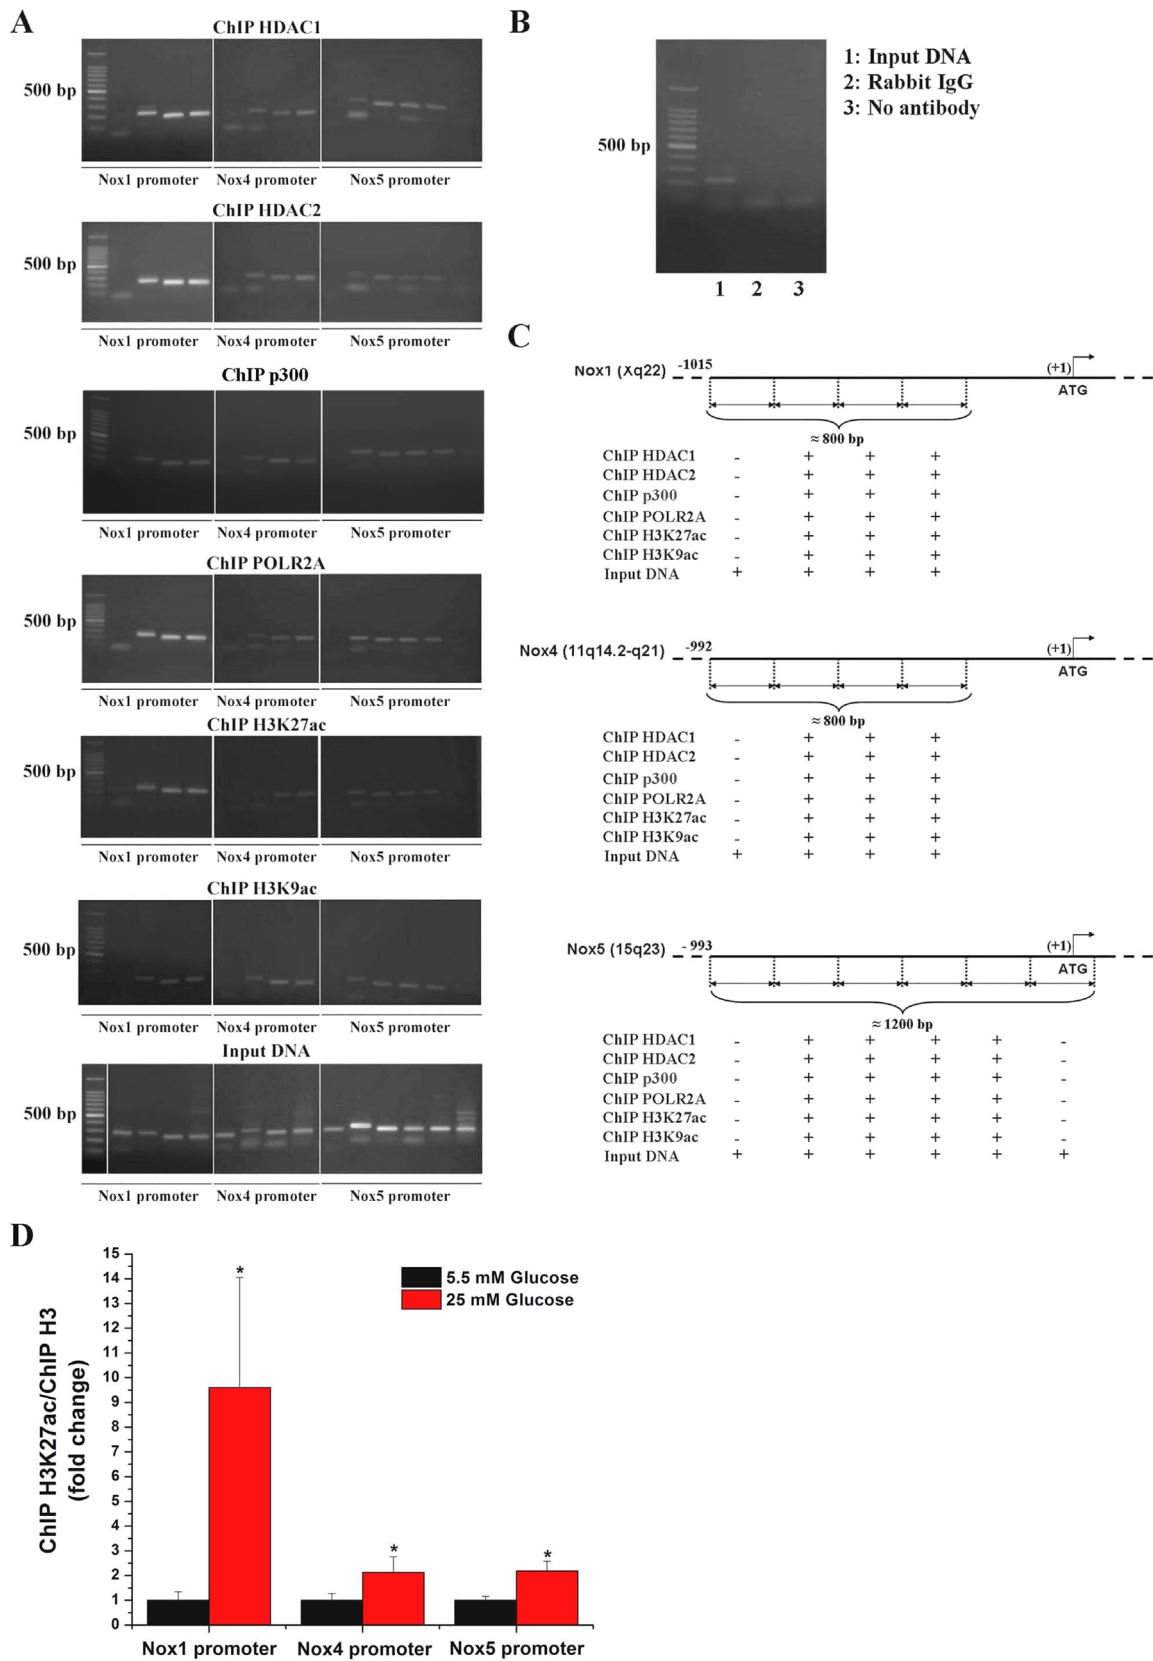 A
ChIP HDAC1
500 bp
Nox1 promoter Nox4 promoter Nox5 promoter
ChIP HDAC2
500 bp
Nox1 promoter Nox4 promoter Nox5 promoter
ChIP p300
500 bp
Nox1 promoter Nox4 promoter Nox5 promoter
ChIP POLR2A
500 bp
Nox1 promoter Nox4 promoter Nox5 promoter
ChIP H3K27ac
500 bp
Nox1 promoter Nox4 promoter Nox5 promoter
ChIP H3K9ac
500 bp
Nox1 promoter Nox4 promoter Nox5 promoter
Input DNA
500 bp
Nox1 promoter Nox4 promoter Nox5 promoter
B
1: Input DNA
2: Rabbit IgG
3: No antibody
500 bp
1 2 3
C
Nox1 (Xq22) -1015 (+1)
ATG
≈ 800 bp
ChIP HDAC1 - + + +
ChIP HDAC2 - + + +
ChIP p300 - + + +
ChIP POLR2A - + + +
ChIP H3K27ac - + + +
ChIP H3K9ac - + + +
Input DNA + + + +
Nox4 (11q14.2-q21) -992 (+1)
ATG
≈ 800 bp
ChIP HDAC1 - + + +
ChIP HDAC2 - + + +
ChIP p300 - + + +
ChIP POLR2A - + + +
ChIP H3K27ac - + + +
ChIP H3K9ac - + + +
Input DNA + + + +
Nox5 (15q23) - 993 (+1)
ATG
≈ 1200 bp
ChIP HDAC1 - + + + + -
ChIP HDAC2 - + + + + -
ChIP p300 - + + + + -
ChIP POLR2A - + + + + -
ChIP H3K27ac - + + + + -
ChIP H3K9ac - + + + + -
Input DNA + + + + + +
D
ChIP H3K27ac/ChIP H3
(fold change)
15
14
13
12
11
10
9
8
7
6
5
4
3
2
1
0
5.5 mM Glucose
25 mM Glucose
* * *
Nox1 promoter Nox4 promoter Nox5 promoter